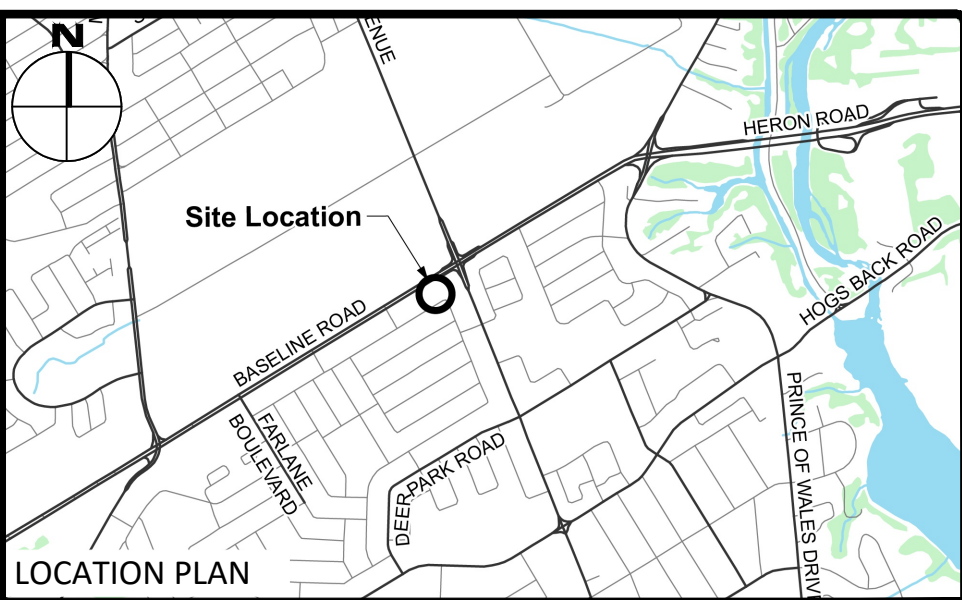 N
ENUE
HERON ROAD
Site Location
HOGS BACK ROAD
BASELINE ROAD
FARLANE
BOULEVARD
PRINCE OF WALES DRIVE
DEER PARK ROAD
LOCATION PLAN